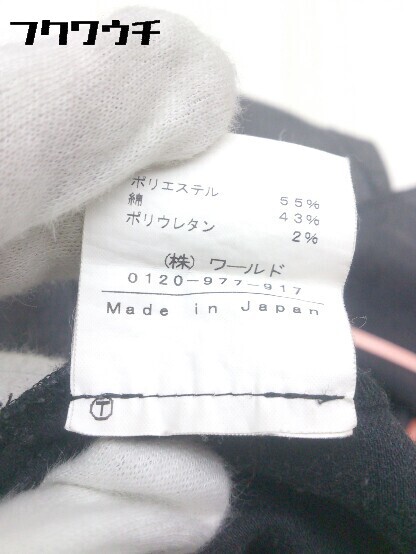 フクワウチ
ポリエステル 55%
綿 43%
ポリウレタン 2%
(株) ワールド
0120-977-917
Made in Japan
T